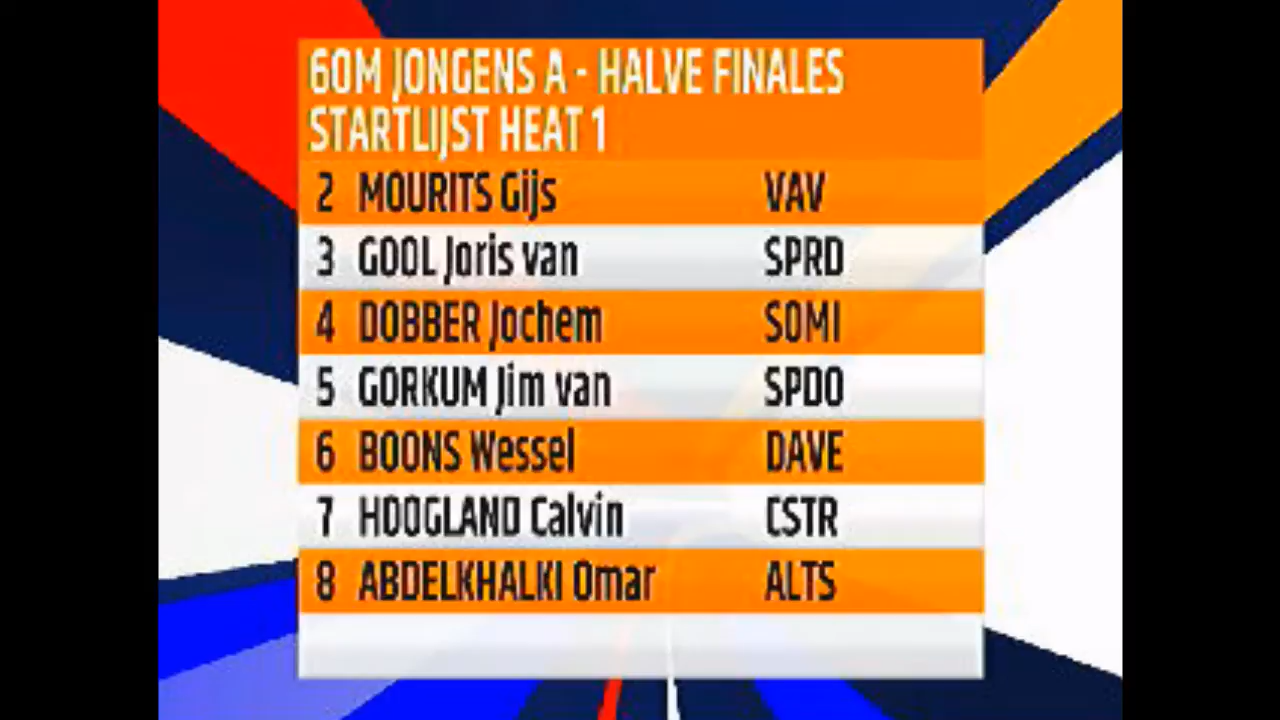 60M JONGENS A - HALVE FINALES
STARTLIJST HEAT 1
2 MOURITS Gijs VAV
3 GOOL Joris van SPRD
4 DOBBER Jochem SOMI
5 GORKUM Jim van SPDO
6 BOONS Wessel DAVE
7 HOOGLAND Calvin CSTR
8 ABDELKHALKI Omar ALTS